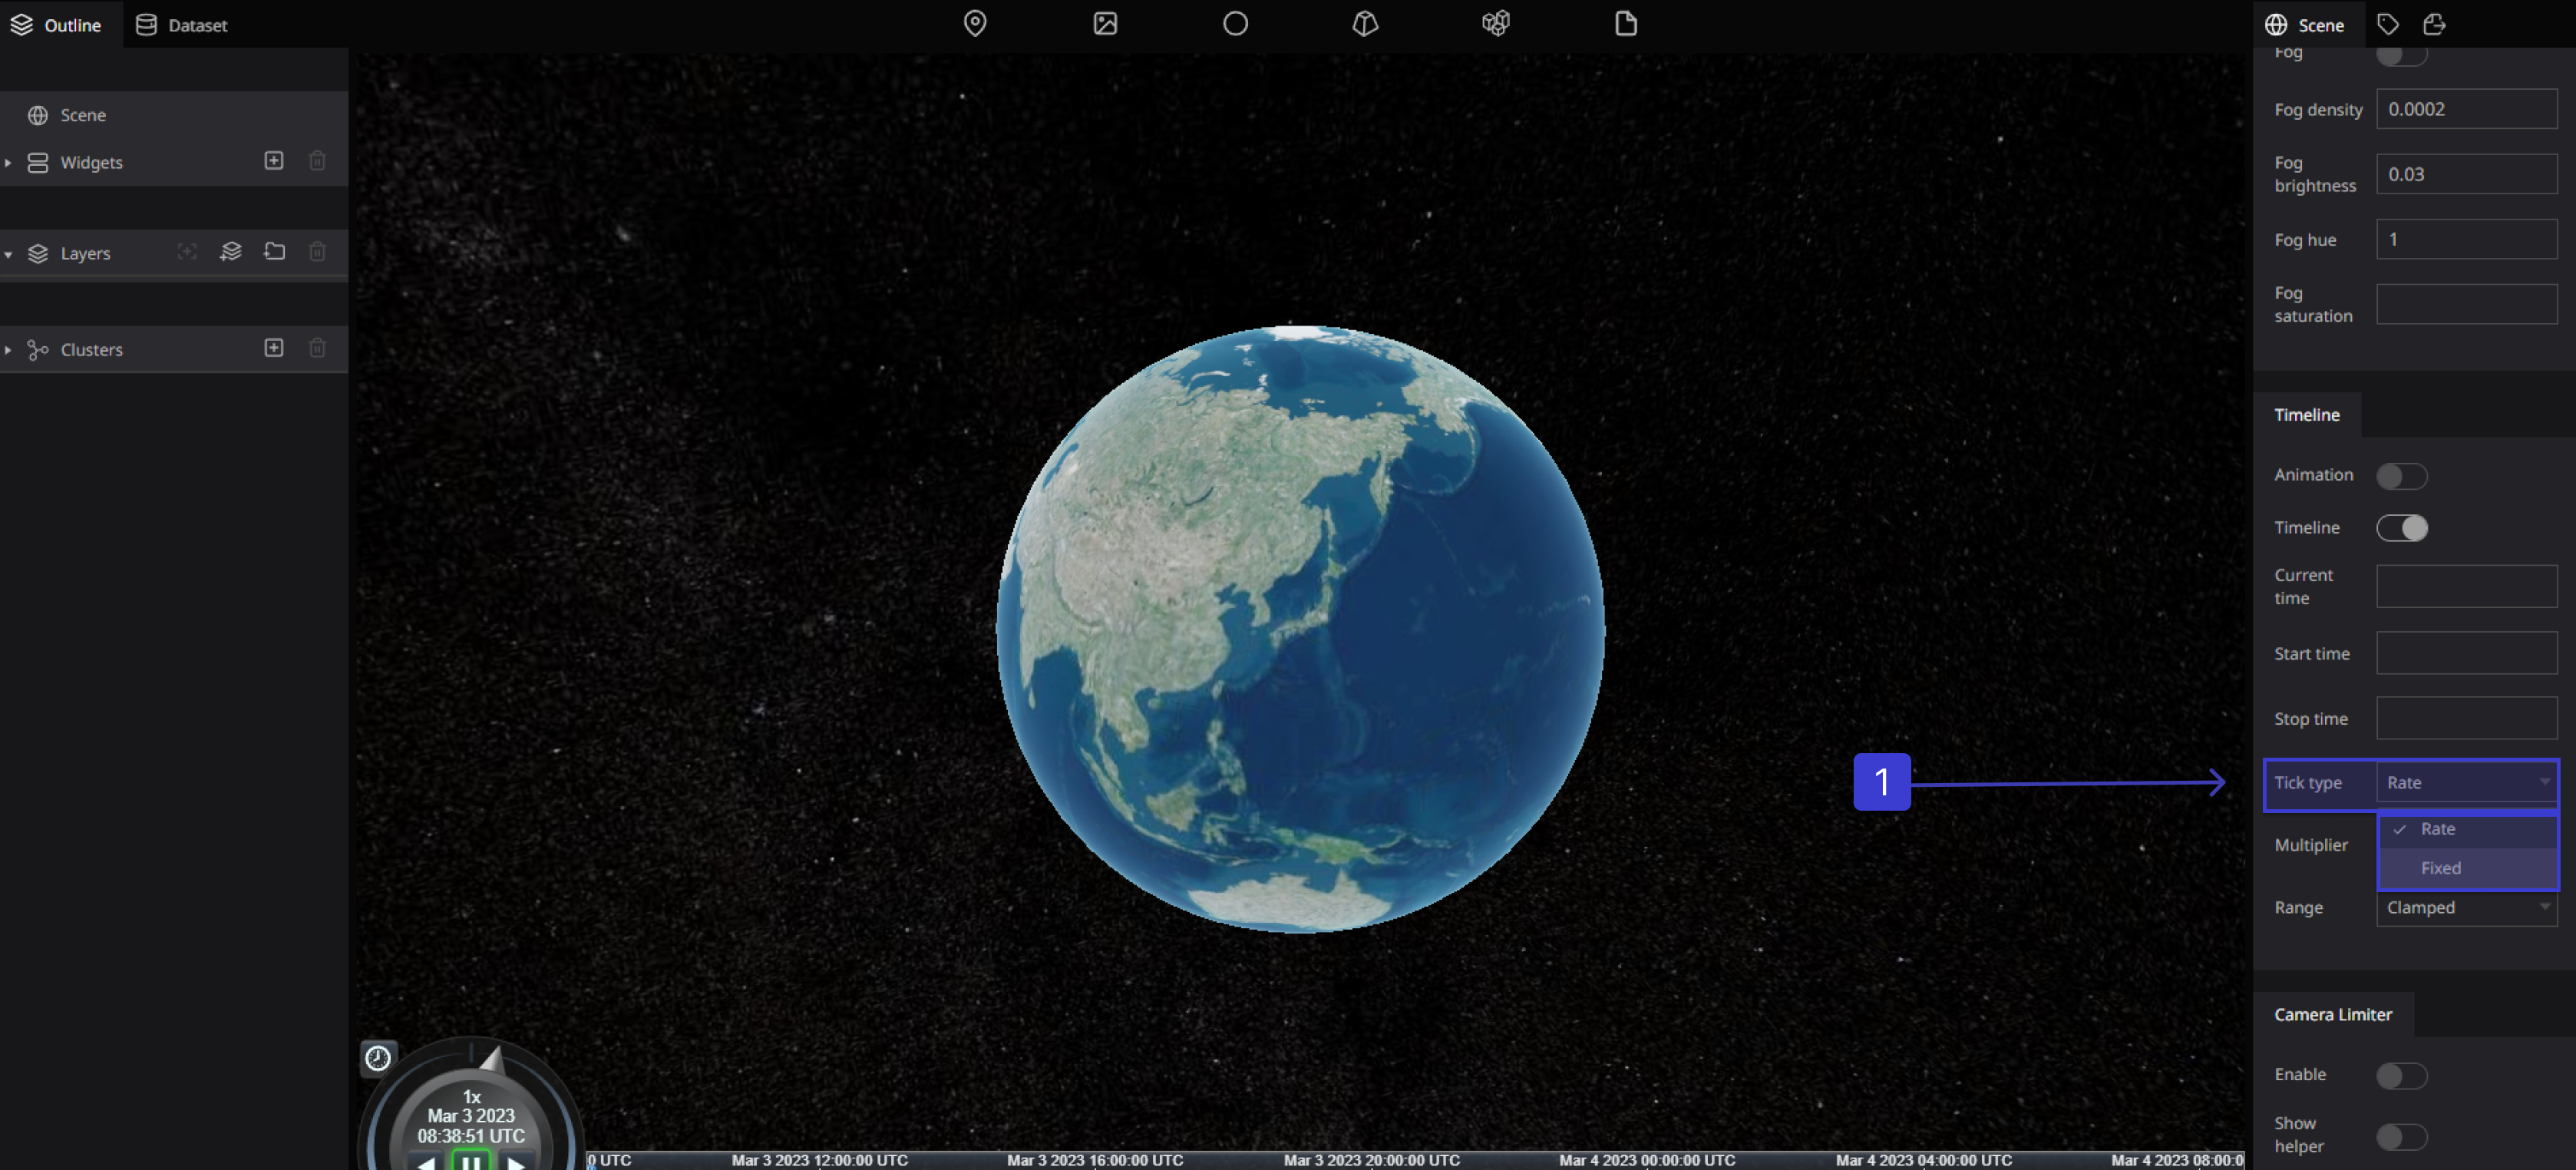 Outline
Dataset
Scene
Widgets
Layers
Clusters
1x
Mar 3 2023
08:38:51 UTC
0 UTC
Mar 3 2023 12:00:00 UTC
Mar 3 2023 16:00:00 UTC
Mar 3 2023 20:00:00 UTC
Mar 4 2023 00:00:00 UTC
Mar 4 2023 04:00:00 UTC
Mar 4 2023 08:00:0
1
Scene
Fog
Fog density
0.0002
Fog
brightness
0.03
Fog hue
1
Fog
saturation
Timeline
Animation
Timeline
Current
time
Start time
Stop time
Tick type
Rate
Rate
Fixed
Multiplier
Range
Clamped
Camera Limiter
Enable
Show
helper